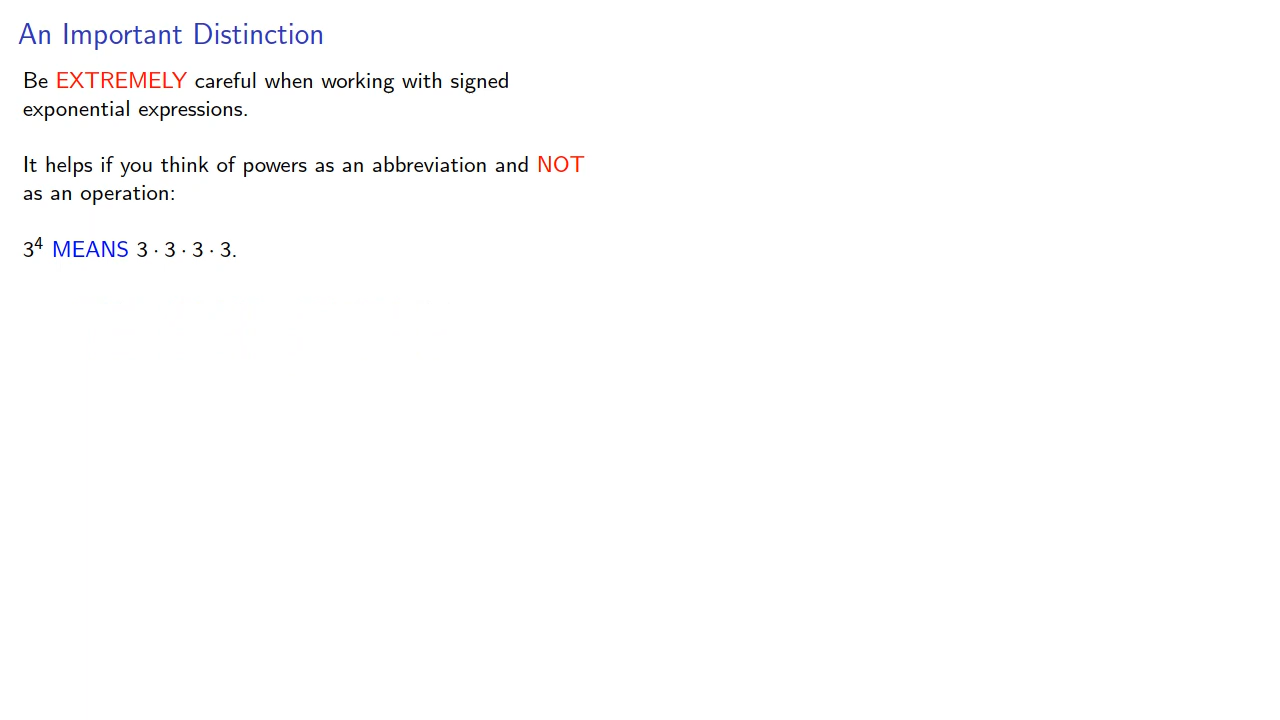 An Important Distinction
Be EXTREMELY careful when working with signed
exponential expressions.
It helps if you think of powers as an abbreviation and NOT
as an operation:
3⁴ MEANS 3 · 3 · 3 · 3.